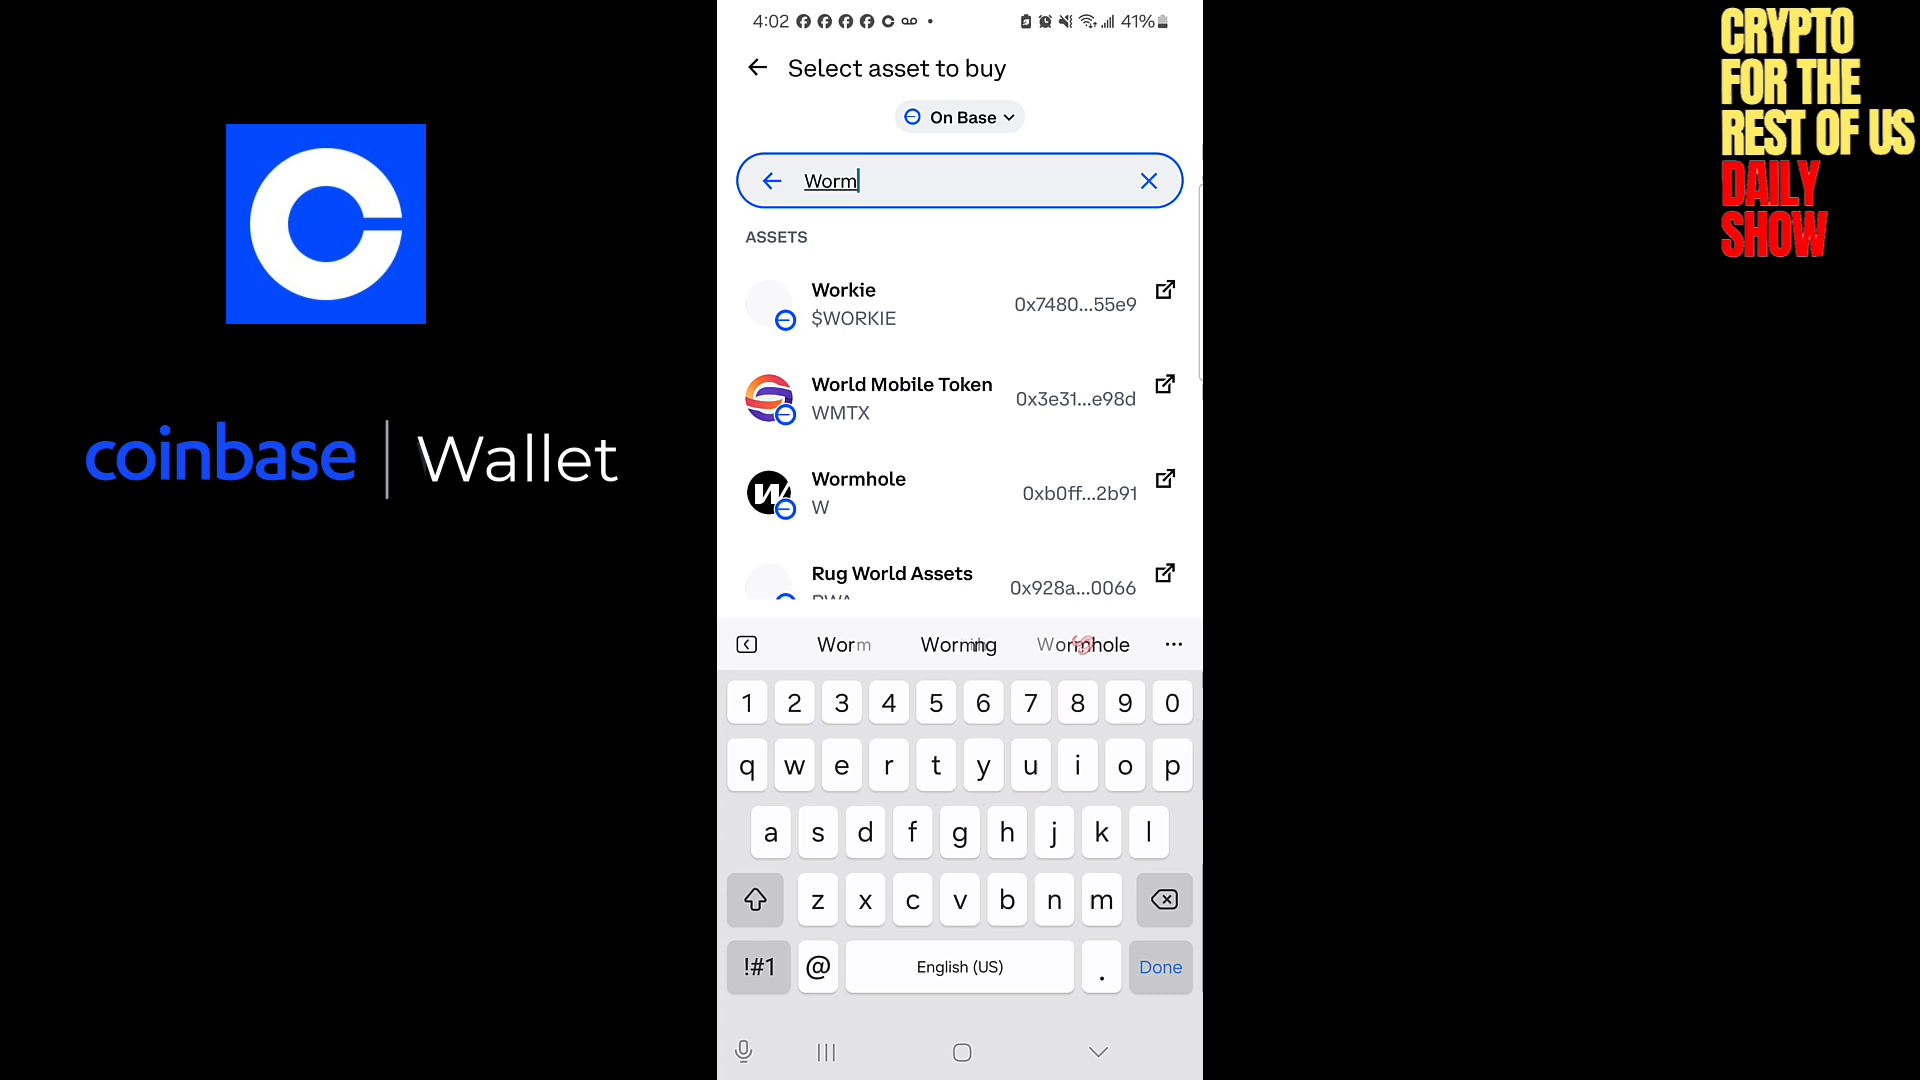 4:02
41%
Select asset to buy
On Base
Worm
ASSETS
Workie
$WORKIE
0x7480...55e9
World Mobile Token
WMTX
0x3e31...e98d
Wormhole
W
0xb0ff...2b91
Rug World Assets
RWA
0x928a...0066
Worm
Worming
Wormhole
1 2 3 4 5 6 7 8 9 0
q w e r t y u i o p
a s d f g h j k l
z x c v b n m
!#1 @ English (US) . Done
coinbase | Wallet
CRYPTO
FOR THE
REST OF US
DAILY
SHOW